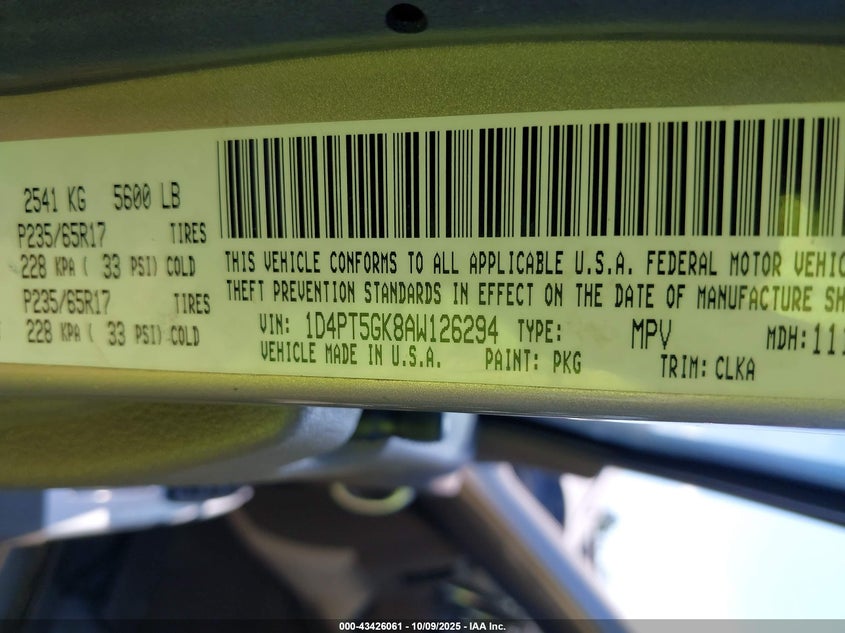 2541 KG 5600 LB
P235/65R17 TIRES
228 KPA ( 33 PSI) COLD
P235/65R17 TIRES
228 KPA ( 33 PSI) COLD
THIS VEHICLE CONFORMS TO ALL APPLICABLE U.S.A. FEDERAL MOTOR VEHIC
THEFT PREVENTION STANDARDS IN EFFECT ON THE DATE OF MANUFACTURE SH
VIN: 1D4PT5GK8AW126294 TYPE: MPV MDH: 111
VEHICLE MADE IN U.S.A. PAINT: PKG TRIM: CLKA
000-43426061 - 10/09/2025 - IAA Inc.